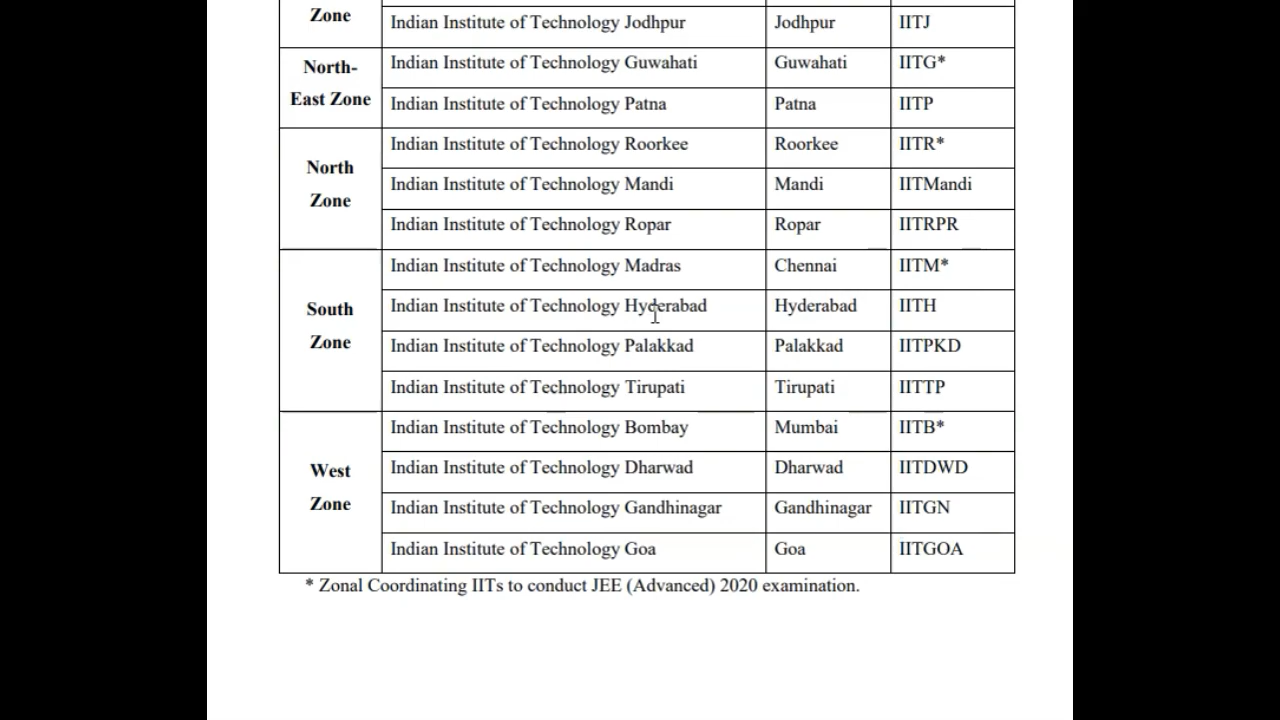 Zone
Indian Institute of Technology Jodhpur Jodhpur IITJ
North-
East Zone
Indian Institute of Technology Guwahati Guwahati IITG*
Indian Institute of Technology Patna Patna IITP
North
Zone
Indian Institute of Technology Roorkee Roorkee IITR*
Indian Institute of Technology Mandi Mandi IITMandi
Indian Institute of Technology Ropar Ropar IITRPR
South
Zone
Indian Institute of Technology Madras Chennai IITM*
Indian Institute of Technology Hyderabad Hyderabad IITH
Indian Institute of Technology Palakkad Palakkad IITPKD
Indian Institute of Technology Tirupati Tirupati IITTP
West
Zone
Indian Institute of Technology Bombay Mumbai IITB*
Indian Institute of Technology Dharwad Dharwad IITDWD
Indian Institute of Technology Gandhinagar Gandhinagar IITGN
Indian Institute of Technology Goa Goa IITGOA
* Zonal Coordinating IITs to conduct JEE (Advanced) 2020 examination.